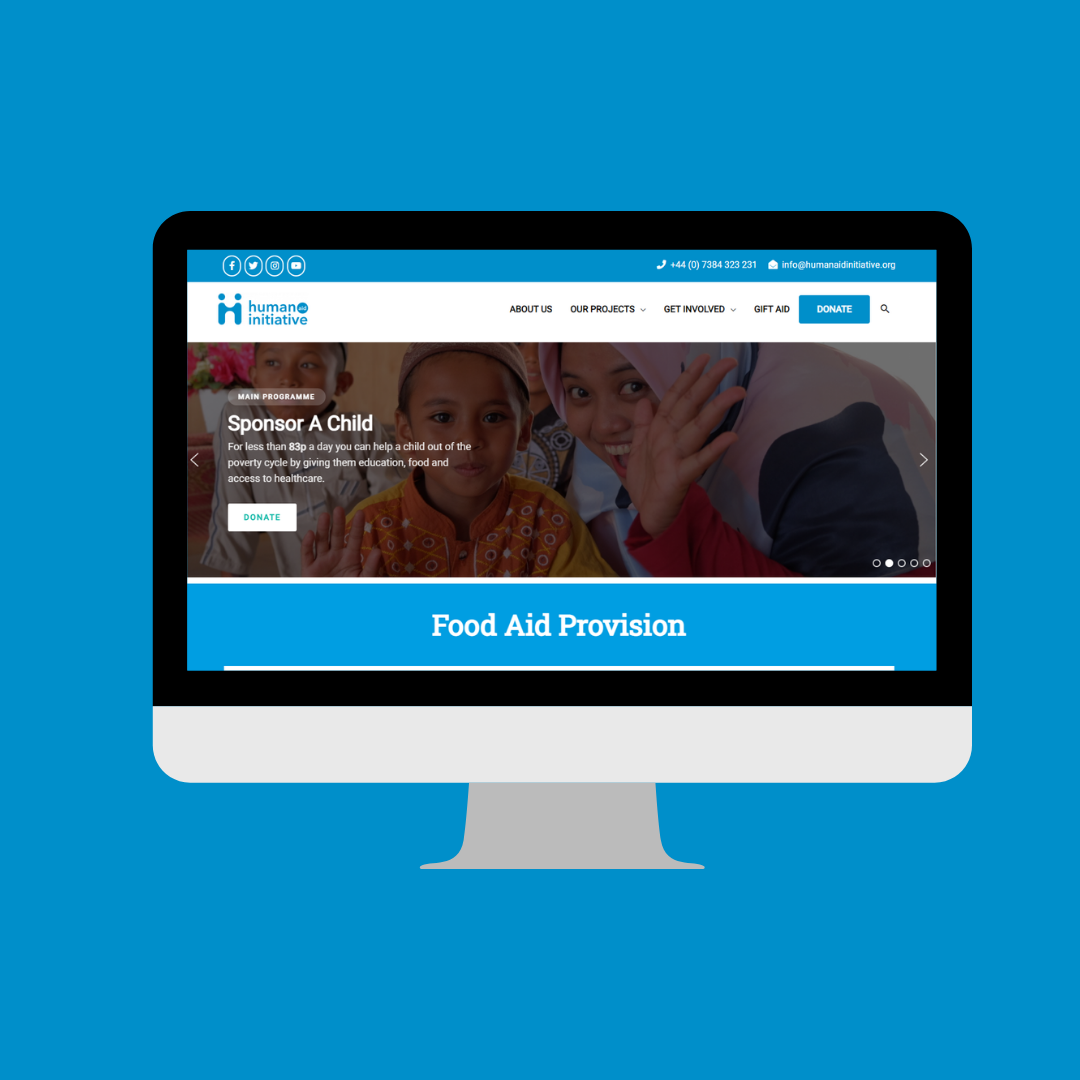 +44 (0) 7384 323 231 info@humanaidinitiative.org
human aid
initiative
ABOUT US OUR PROJECTS GET INVOLVED GIFT AID DONATE
MAIN PROGRAMME
Sponsor A Child
For less than 83p a day you can help a child out of the
poverty cycle by giving them education, food and
access to healthcare.
DONATE
Food Aid Provision